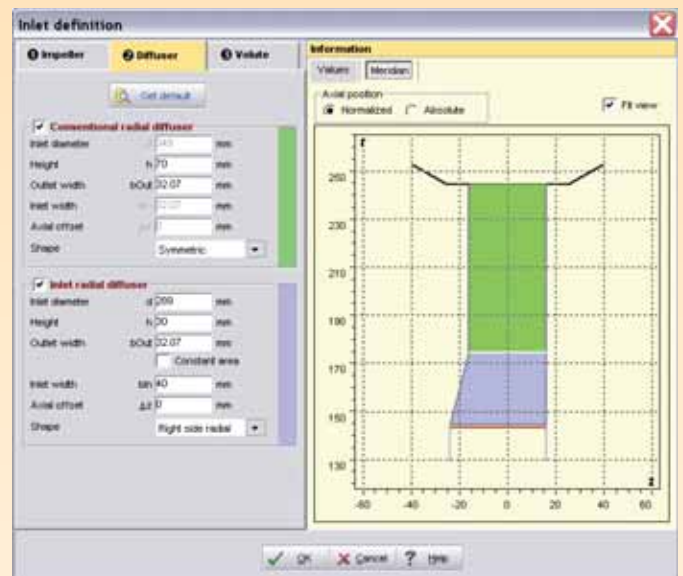 Inlet definition
1 Impeller
2 Diffuser
3 Volute
Get default
Conventional radial diffuser
Inlet diameter d mm
Height h 70 mm
Outlet width bOut 32.07 mm
Inlet width mm
Axial offset mm
Shape Symmetric
Inlet radial diffuser
Inlet diameter d 289 mm
Height h 30 mm
Outlet width bOut 32.07 mm
Constant area
Inlet width bIn 40 mm
Axial offset Δz 0 mm
Shape Right side radial
Information
Values Meridian
Axial position
Normalized Absolute
Fit view
r
250
230
210
190
170
150
130
z
-60 -40 -20 0 20 40 60
OK Cancel ? Help